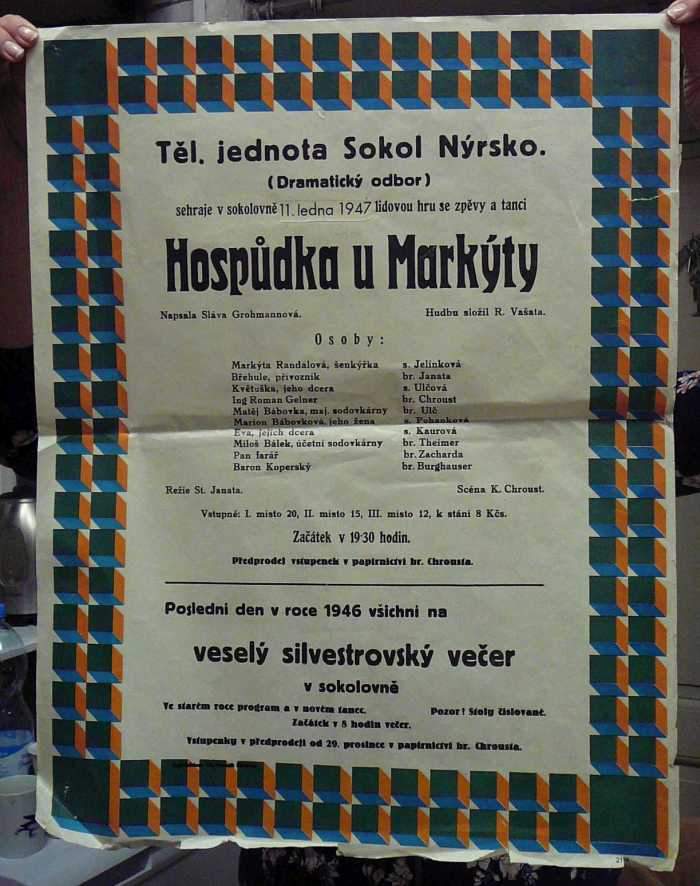 Těl. jednota Sokol Nýrsko.
(Dramatický odbor)
sehraje v sokolovně 11. ledna 1947 lidovou hru se zpěvy a tanci
Hospůdka u Markýty
Napsala Sláva Grohmannová. Hudbu složil R. Vašata.
Osoby:
Markýta Randalová, šenkýřka s. Jelínková
Břehule, přívozník br. Janata
Květuška, jeho dcera s. Ulčová
Ing Roman Gelner br. Chroust
Matěj Bábovka, maj. sodovkárny br. Ulč
Marion Bábovková, jeho žena s. Pohanková
Eva, jejich dcera s. Kaurová
Miloš Bálek, účetní sodovkárny br. Theimer
Pan farář br. Zacharda
Baron Koperský br. Burghauser
Režie St. Janata. Scéna K. Chroust.
Vstupné: I. místo 20, II. místo 15, III. místo 12, k stání 8 Kčs.
Začátek v 19·30 hodin.
Předprodej vstupenek v papírnictví br. Chrousta.
Poslední den v roce 1946 všichni na
veselý silvestrovský večer
v sokolovně
Ve starém roce program a v novém tance. Pozor! Stoly číslované.
Začátek v 8 hodin večer.
Vstupenky v předprodeji od 29. prosince v papírnictví br. Chrousta.